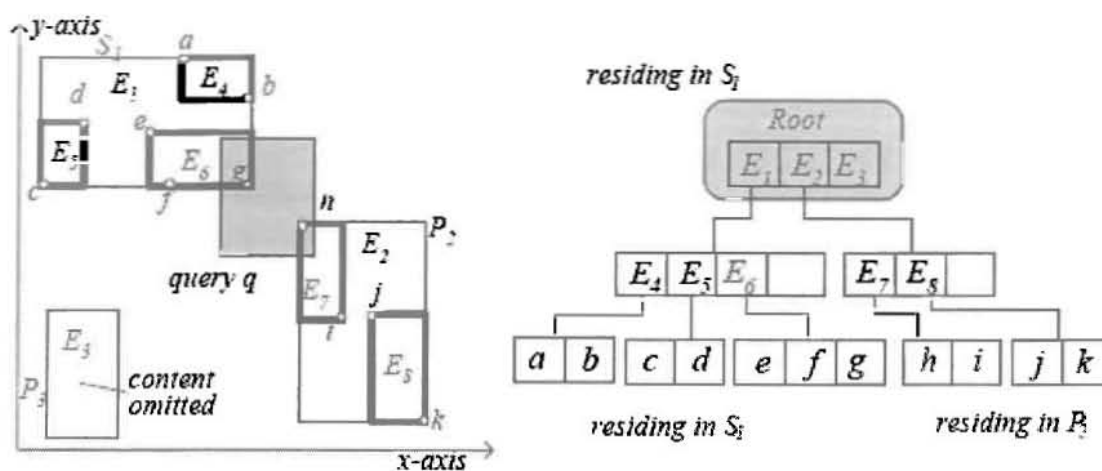 y-axis
S1
a
E1
E4
b
d
e
E5
E6
g
c
f
n
P2
E2
query q
E7
j
i
E3
E8
P3
content
omitted
k
x-axis
residing in S1
Root
E1 E2 E3
E4 E5 E6
E7 E8
a b
c d
e f g
h i
j k
residing in S1
residing in P2